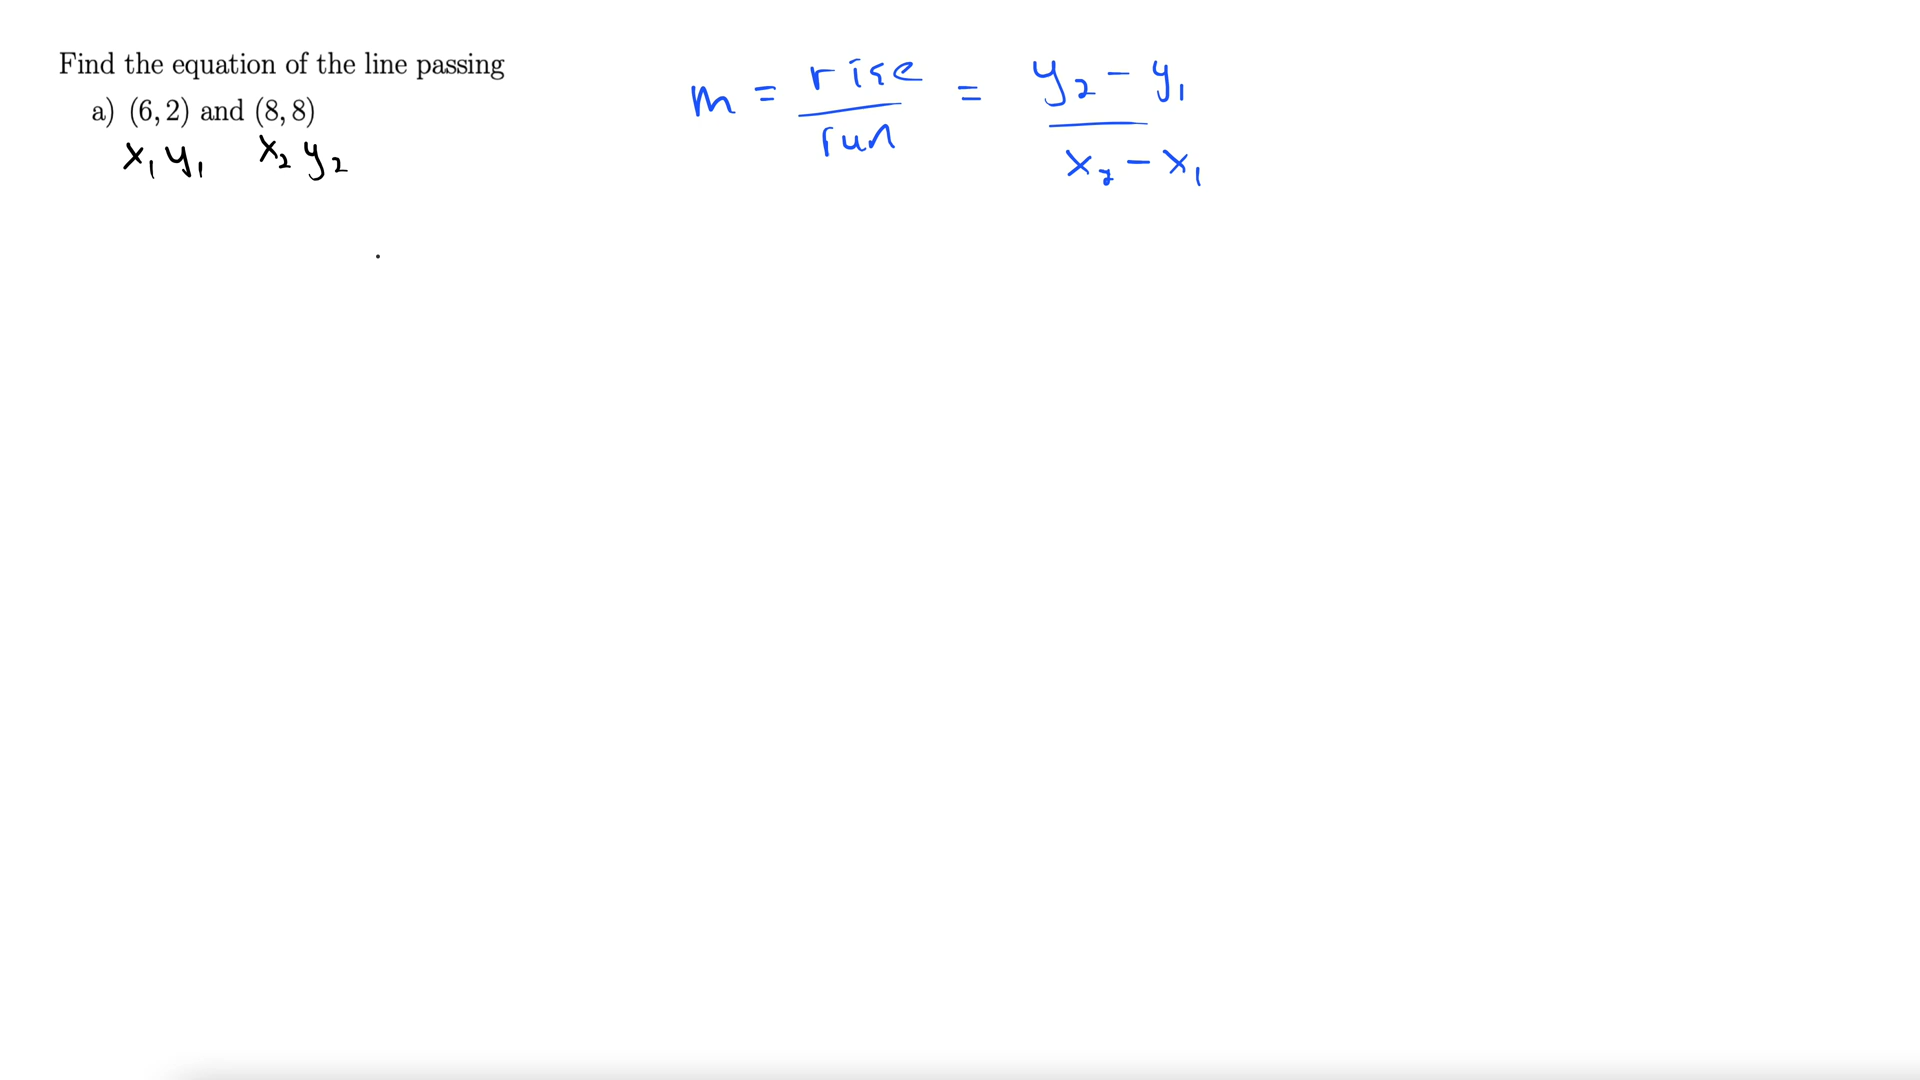 Find the equation of the line passing
a) (6, 2) and (8, 8)
x₁ y₁ x₂ y₂
m = rise/run = (y₂ - y₁)/(x₂ - x₁)